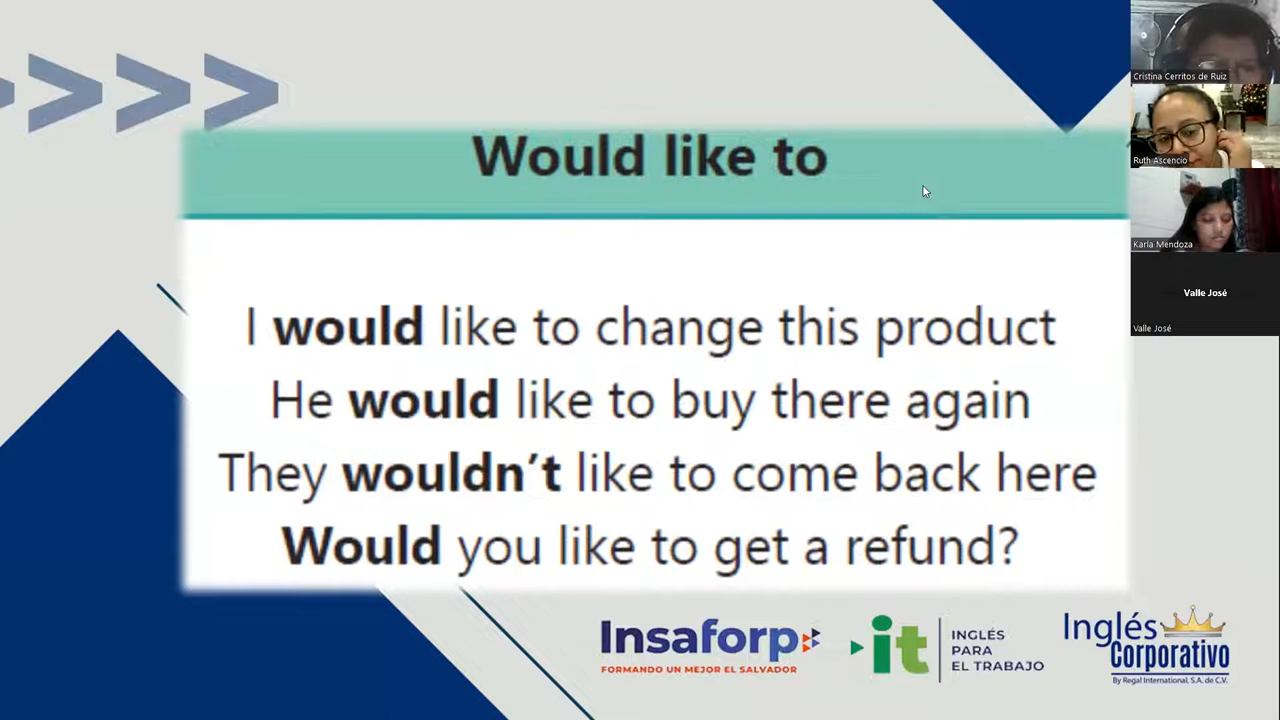 Would like to
I would like to change this product
He would like to buy there again
They wouldn't like to come back here
Would you like to get a refund?
Insaforp
FORMANDO UN MEJOR EL SALVADOR
it
INGLÉS
PARA
EL TRABAJO
Inglés
Corporativo
By Regal International, S.A. de C.V.
Cristina Cerritos de Ruiz
Ruth Ascencio
Karla Mendoza
Valle José
Valle José